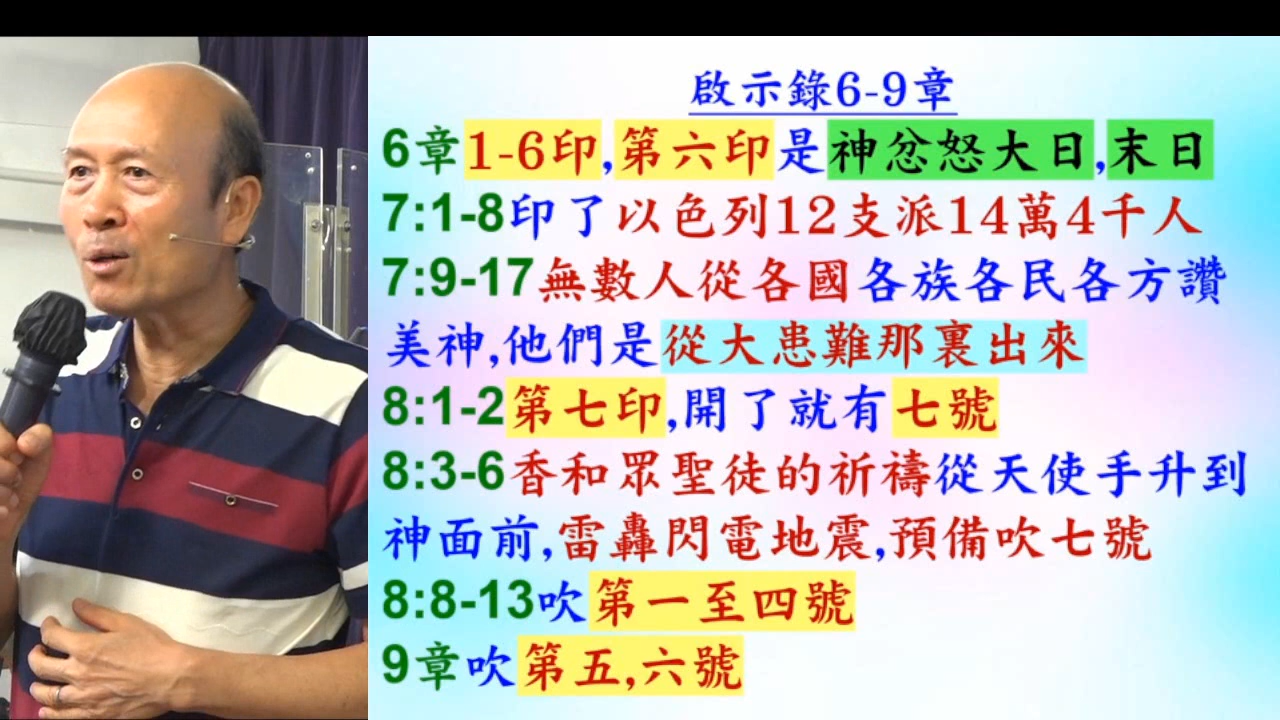 啟示錄6-9章
6章1-6印,第六印是神忿怒大日,末日
7:1-8印了以色列12支派14萬4千人
7:9-17無數人從各國各族各民各方讚
美神,他們是從大患難那裏出來
8:1-2第七印,開了就有七號
8:3-6香和眾聖徒的祈禱從天使手升到
神面前,雷轟閃電地震,預備吹七號
8:8-13吹第一至四號
9章吹第五,六號